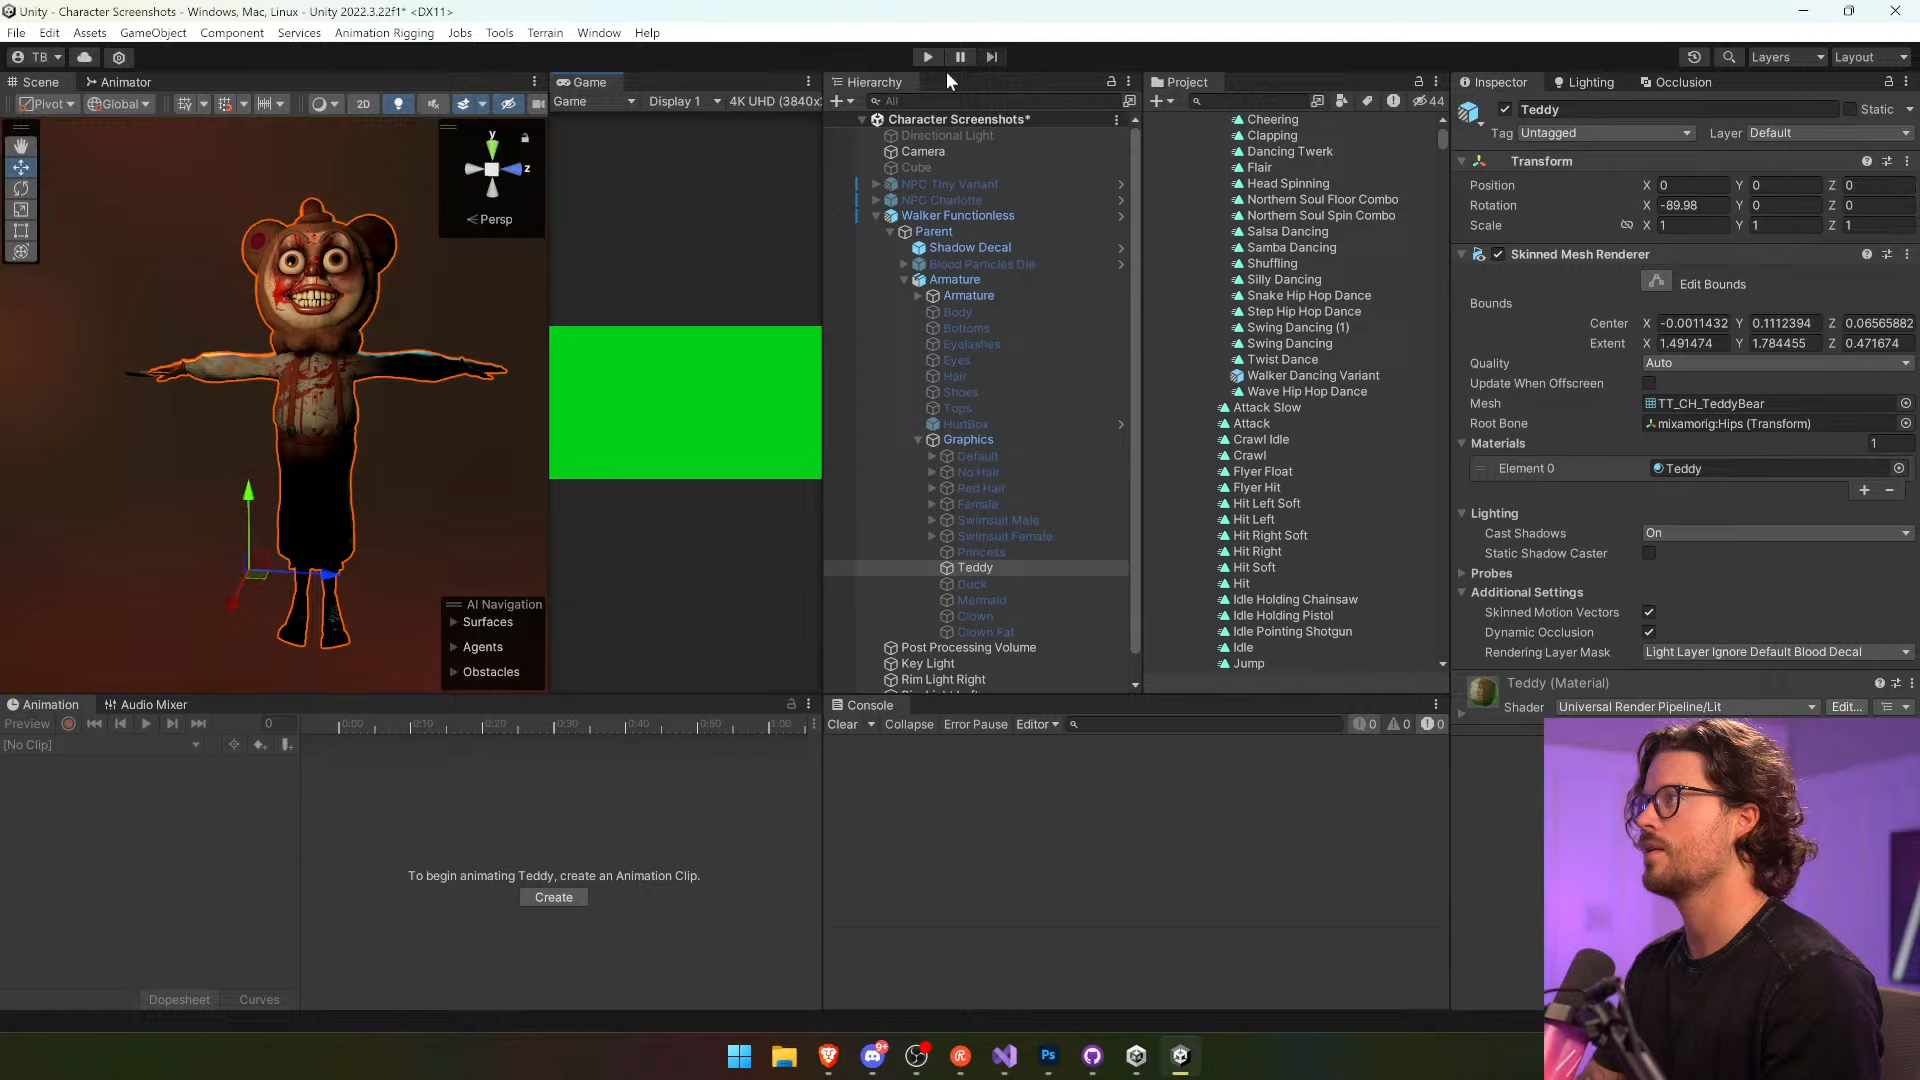 Unity - Character Screenshots - Windows, Mac, Linux - Unity 2022.3.22f1* <DX11>
File Edit Assets GameObject Component Services Animation Rigging Jobs Tools Terrain Window Help
TB Layers Layout
Scene Animator
Game
Hierarchy
Project
Inspector Lighting Occlusion
Pivot Global 2D
Game Display 1 4K UHD (3840x
All
44
y
z
Persp
AI Navigation
Surfaces
Agents
Obstacles
Character Screenshots*
Directional Light
Camera
Cube
NPC Tiny Variant
NPC Charlotte
Walker Functionless
Parent
Shadow Decal
Blood Particles Die
Armature
Armature
Body
Bottoms
Eyelashes
Eyes
Hair
Shoes
Tops
HurtBox
Graphics
Default
No Hair
Red Hair
Female
Swimsuit Male
Swimsuit Female
Princess
Teddy
Duck
Mermaid
Clown
Clown Fat
Post Processing Volume
Key Light
Rim Light Right
Cheering
Clapping
Dancing Twerk
Flair
Head Spinning
Northern Soul Floor Combo
Northern Soul Spin Combo
Salsa Dancing
Samba Dancing
Shuffling
Silly Dancing
Snake Hip Hop Dance
Step Hip Hop Dance
Swing Dancing (1)
Swing Dancing
Twist Dance
Walker Dancing Variant
Wave Hip Hop Dance
Attack Slow
Attack
Crawl Idle
Crawl
Flyer Float
Flyer Hit
Hit Left Soft
Hit Left
Hit Right Soft
Hit Right
Hit Soft
Hit
Idle Holding Chainsaw
Idle Holding Pistol
Idle Pointing Shotgun
Idle
Jump
Teddy Static
Tag Untagged Layer Default
Transform
Position X 0 Y 0 Z 0
Rotation X -89.98 Y 0 Z 0
Scale X 1 Y 1 Z 1
Skinned Mesh Renderer
Edit Bounds
Bounds
Center X -0.0011432 Y 0.1112394 Z 0.06565882
Extent X 1.491474 Y 1.784455 Z 0.471674
Quality Auto
Update When Offscreen
Mesh TT_CH_TeddyBear
Root Bone mixamorig:Hips (Transform)
Materials 1
Element 0 Teddy
Lighting
Cast Shadows On
Static Shadow Caster
Probes
Additional Settings
Skinned Motion Vectors
Dynamic Occlusion
Rendering Layer Mask Light Layer Ignore Default Blood Decal
Teddy (Material)
Shader Universal Render Pipeline/Lit Edit...
Animation Audio Mixer
Preview 0 0:00 0:10 0:20 0:30 0:40 0:50 1:00
[No Clip]
To begin animating Teddy, create an Animation Clip.
Create
Dopesheet Curves
Console
Clear Collapse Error Pause Editor 0 0 0
9+
Ps